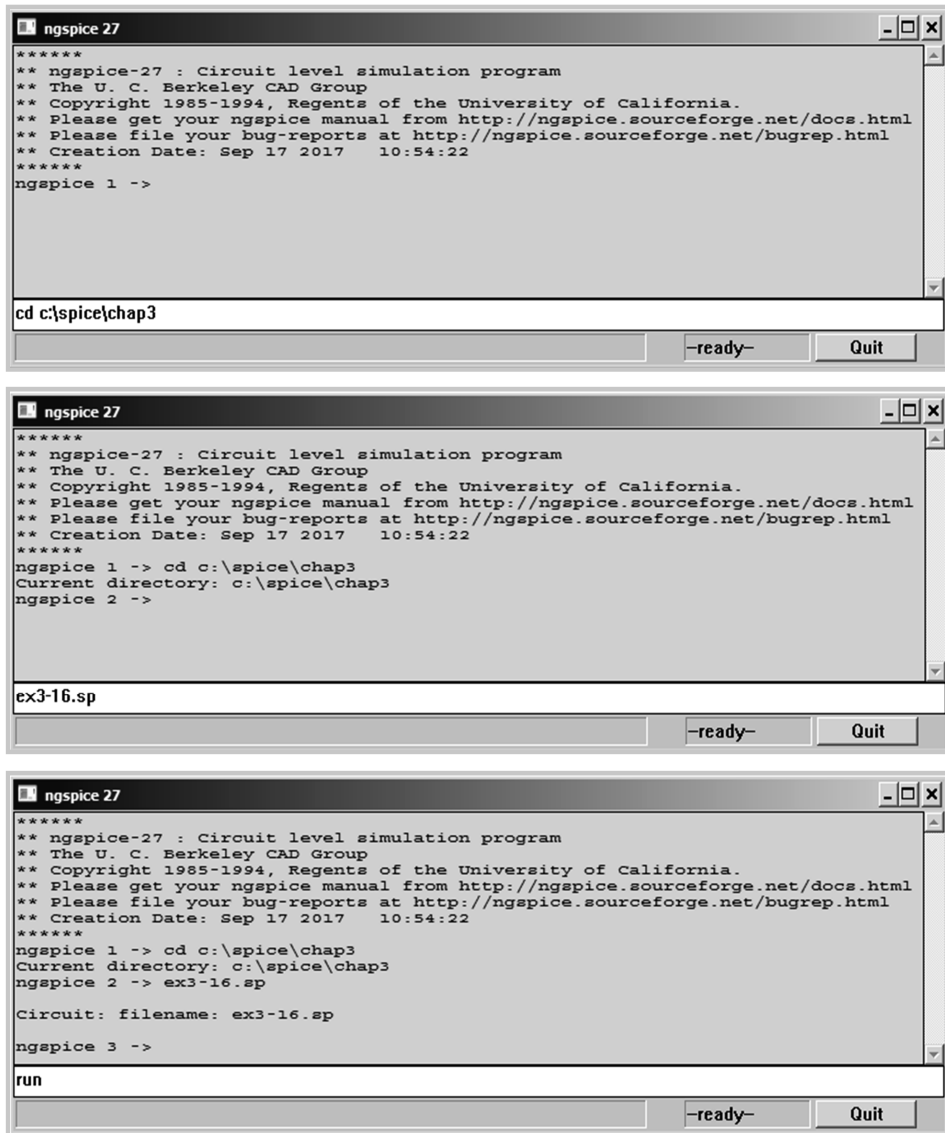 ngspice 27
******
** ngspice-27 : Circuit level simulation program
** The U. C. Berkeley CAD Group
** Copyright 1985-1994, Regents of the University of California.
** Please get your ngspice manual from http://ngspice.sourceforge.net/docs.html
** Please file your bug-reports at http://ngspice.sourceforge.net/bugrep.html
** Creation Date: Sep 17 2017   10:54:22
******
ngspice 1 ->
cd c:\spice\chap3
--ready-- Quit
ngspice 27
******
** ngspice-27 : Circuit level simulation program
** The U. C. Berkeley CAD Group
** Copyright 1985-1994, Regents of the University of California.
** Please get your ngspice manual from http://ngspice.sourceforge.net/docs.html
** Please file your bug-reports at http://ngspice.sourceforge.net/bugrep.html
** Creation Date: Sep 17 2017   10:54:22
******
ngspice 1 -> cd c:\spice\chap3
Current directory: c:\spice\chap3
ngspice 2 ->
ex3-16.sp
--ready-- Quit
ngspice 27
******
** ngspice-27 : Circuit level simulation program
** The U. C. Berkeley CAD Group
** Copyright 1985-1994, Regents of the University of California.
** Please get your ngspice manual from http://ngspice.sourceforge.net/docs.html
** Please file your bug-reports at http://ngspice.sourceforge.net/bugrep.html
** Creation Date: Sep 17 2017   10:54:22
******
ngspice 1 -> cd c:\spice\chap3
Current directory: c:\spice\chap3
ngspice 2 -> ex3-16.sp
Circuit: filename: ex3-16.sp
ngspice 3 ->
run
--ready-- Quit